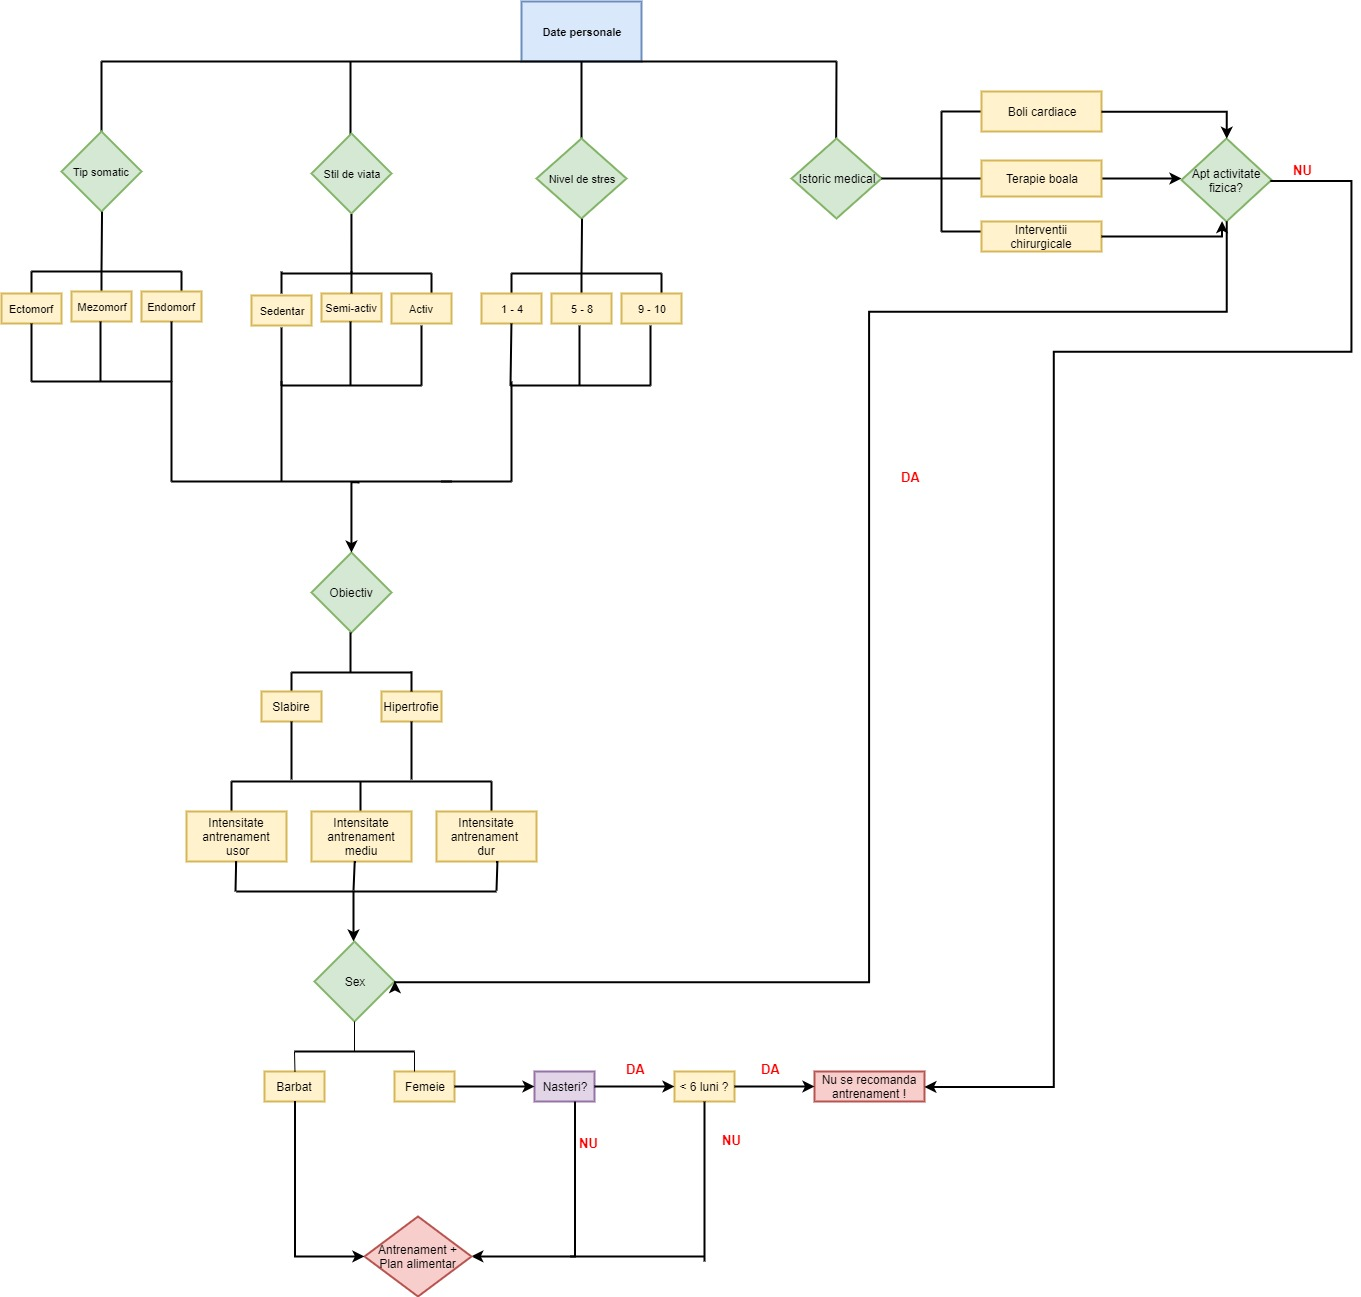 Date personale
Tip somatic
Stil de viata
Nivel de stres
Istoric medical
Boli cardiace
Terapie boala
Interventii
chirurgicale
Apt activitate
fizica?
NU
Ectomorf
Mezomorf
Endomorf
Sedentar
Semi-activ
Activ
1 - 4
5 - 8
9 - 10
DA
Obiectiv
Slabire
Hipertrofie
Intensitate
antrenament
usor
Intensitate
antrenament
mediu
Intensitate
antrenament
dur
Sex
Barbat
Femeie
Nasteri?
DA
< 6 luni ?
DA
Nu se recomanda
antrenament !
NU
NU
Antrenament +
Plan alimentar